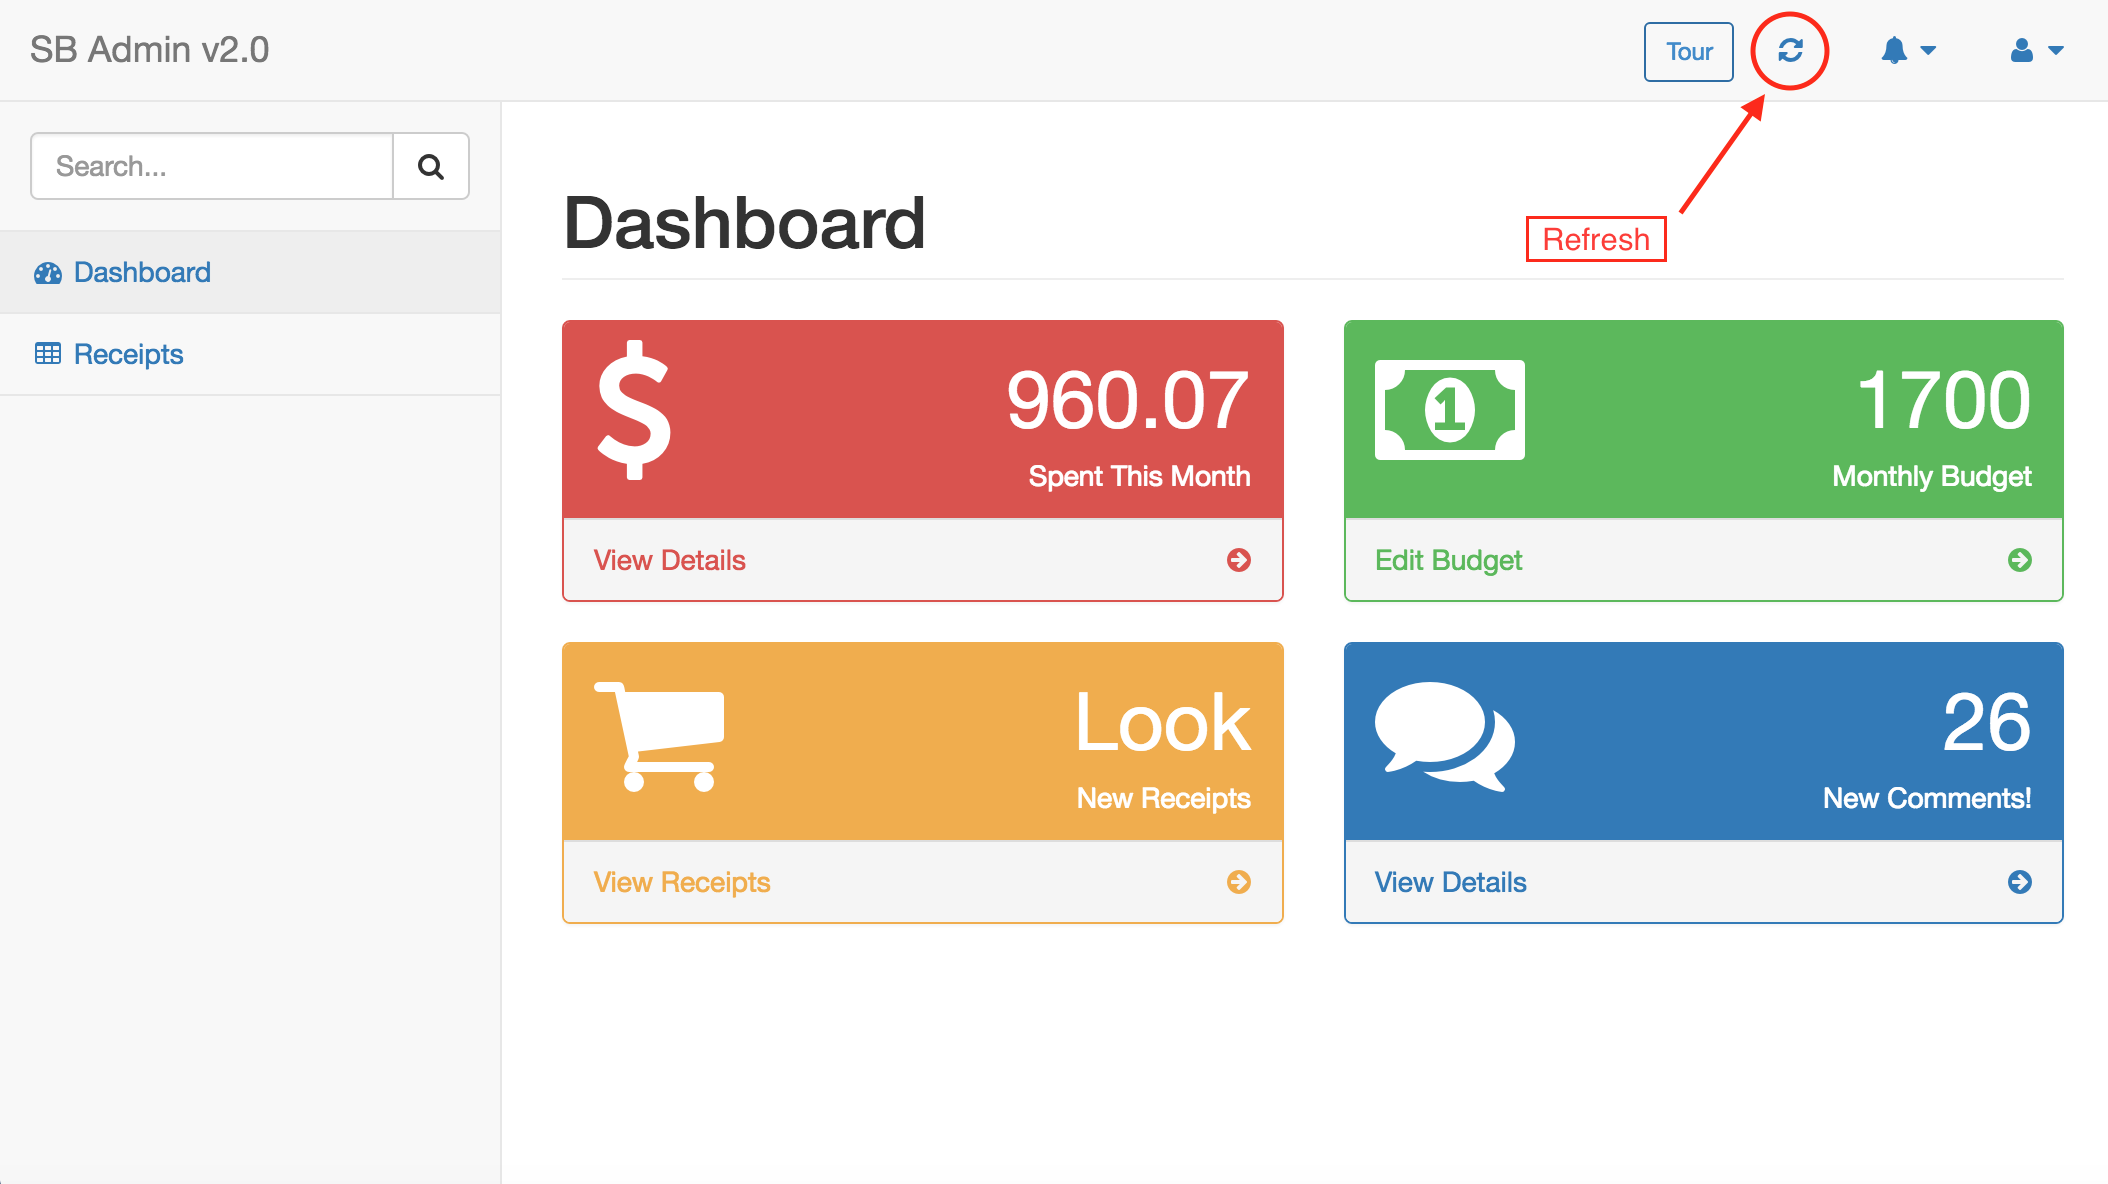 SB Admin v2.0
Tour
Search...
Refresh
Dashboard
Dashboard
Receipts
960.07
Spent This Month
View Details
1700
Monthly Budget
Edit Budget
Look
New Receipts
View Receipts
26
New Comments!
View Details